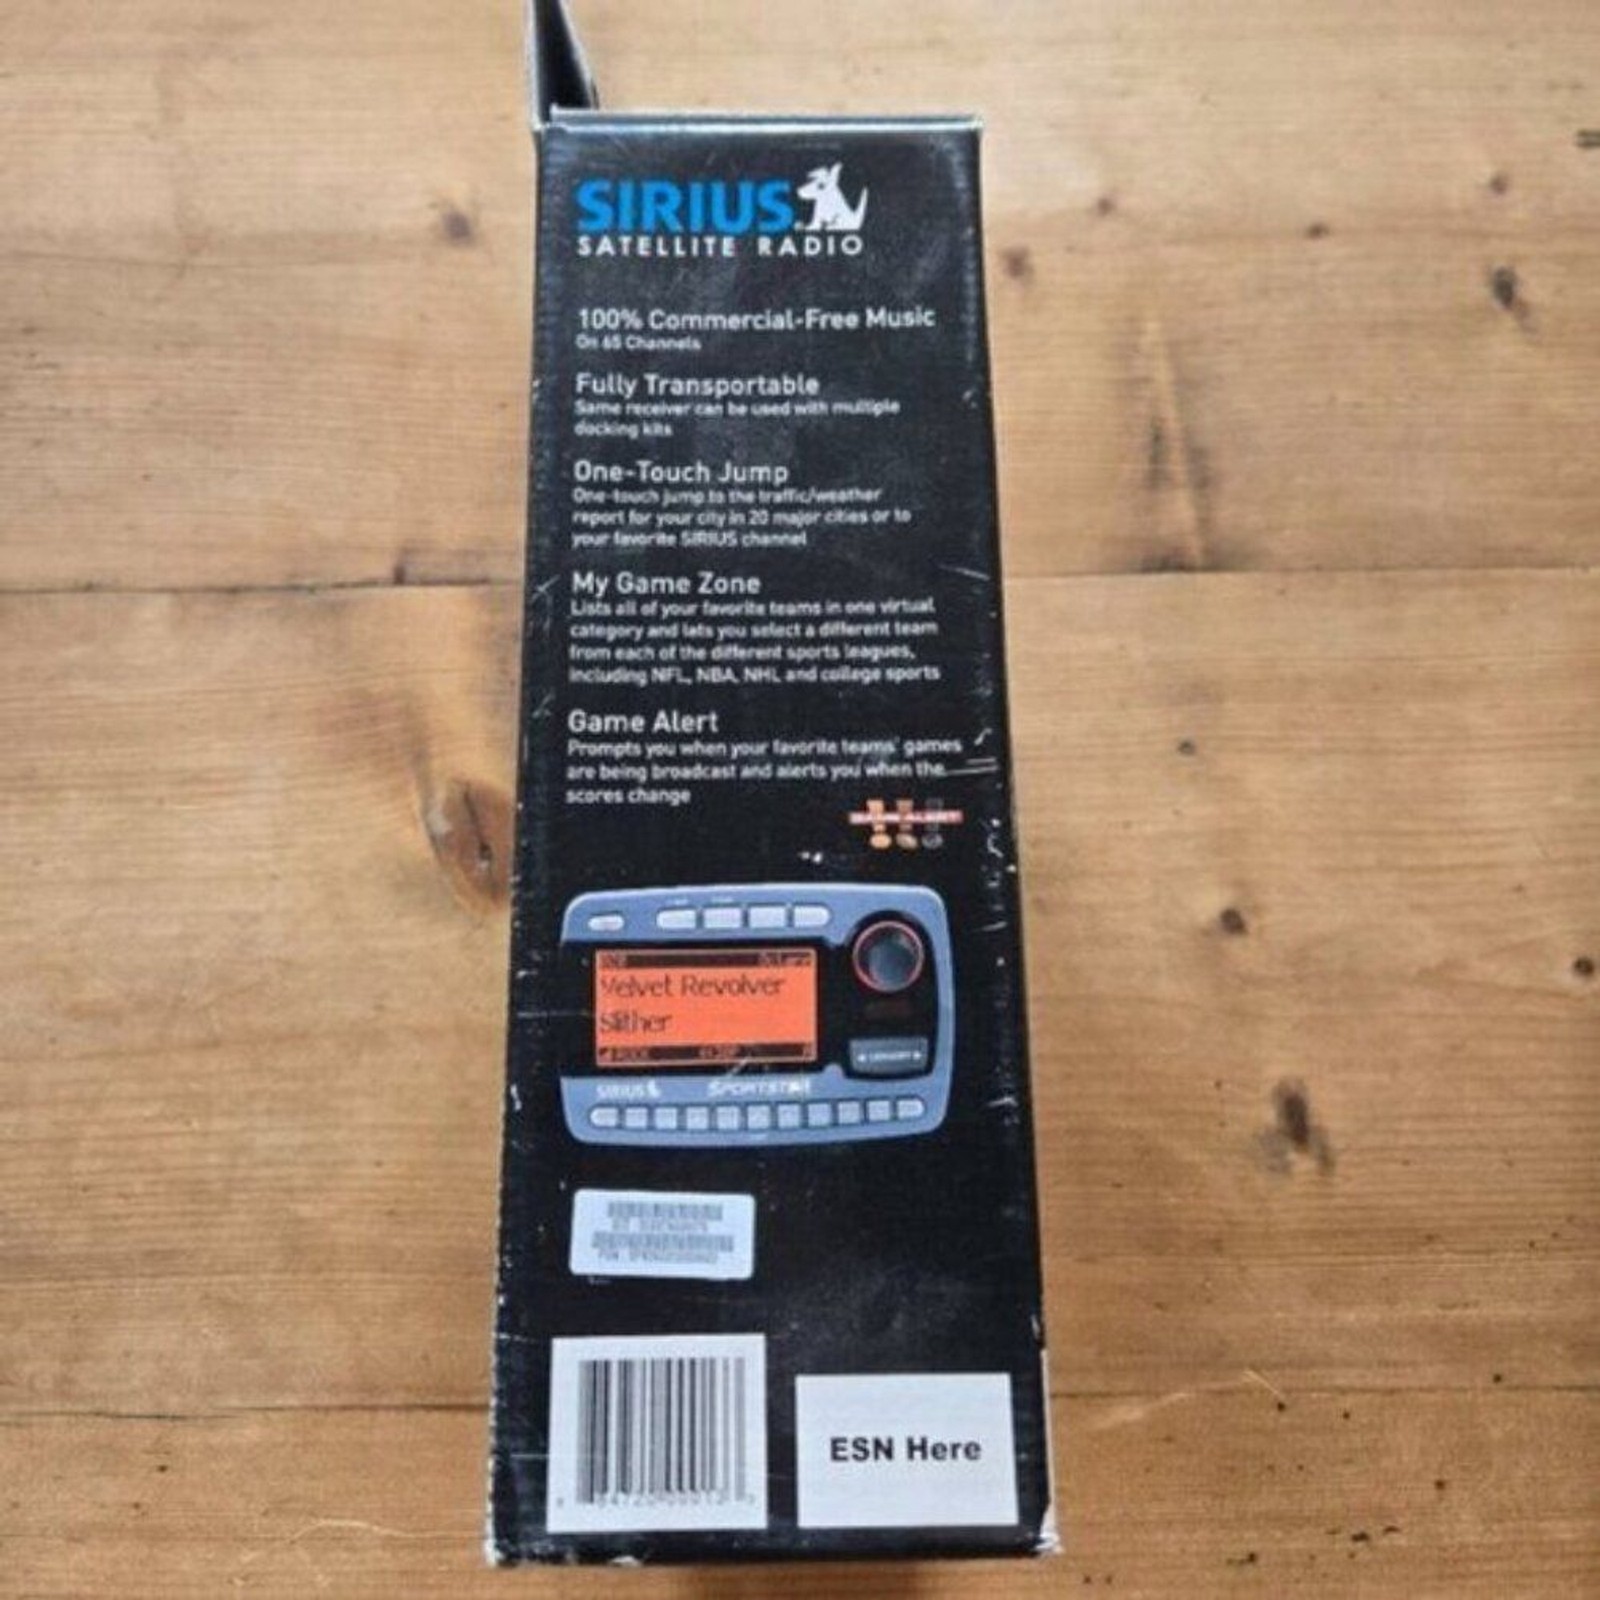 SIRIUS
SATELLITE RADIO
100% Commercial-Free Music
On 65 Channels
Fully Transportable
Same receiver can be used with multiple
docking kits
One-Touch Jump
One-touch jump to the traffic/weather
report for your city in 20 major cities or to
your favorite SIRIUS channel
My Game Zone
Lists all of your favorite teams in one virtual
category and lets you select a different team
from each of the different sports leagues,
including NFL, NBA, NHL and college sports
Game Alert
Prompts you when your favorite teams' games
are being broadcast and alerts you when the
scores change
GAME ALERT
Velvet Revolver
Slither
SIRIUS SPORTSTER
ESN Here